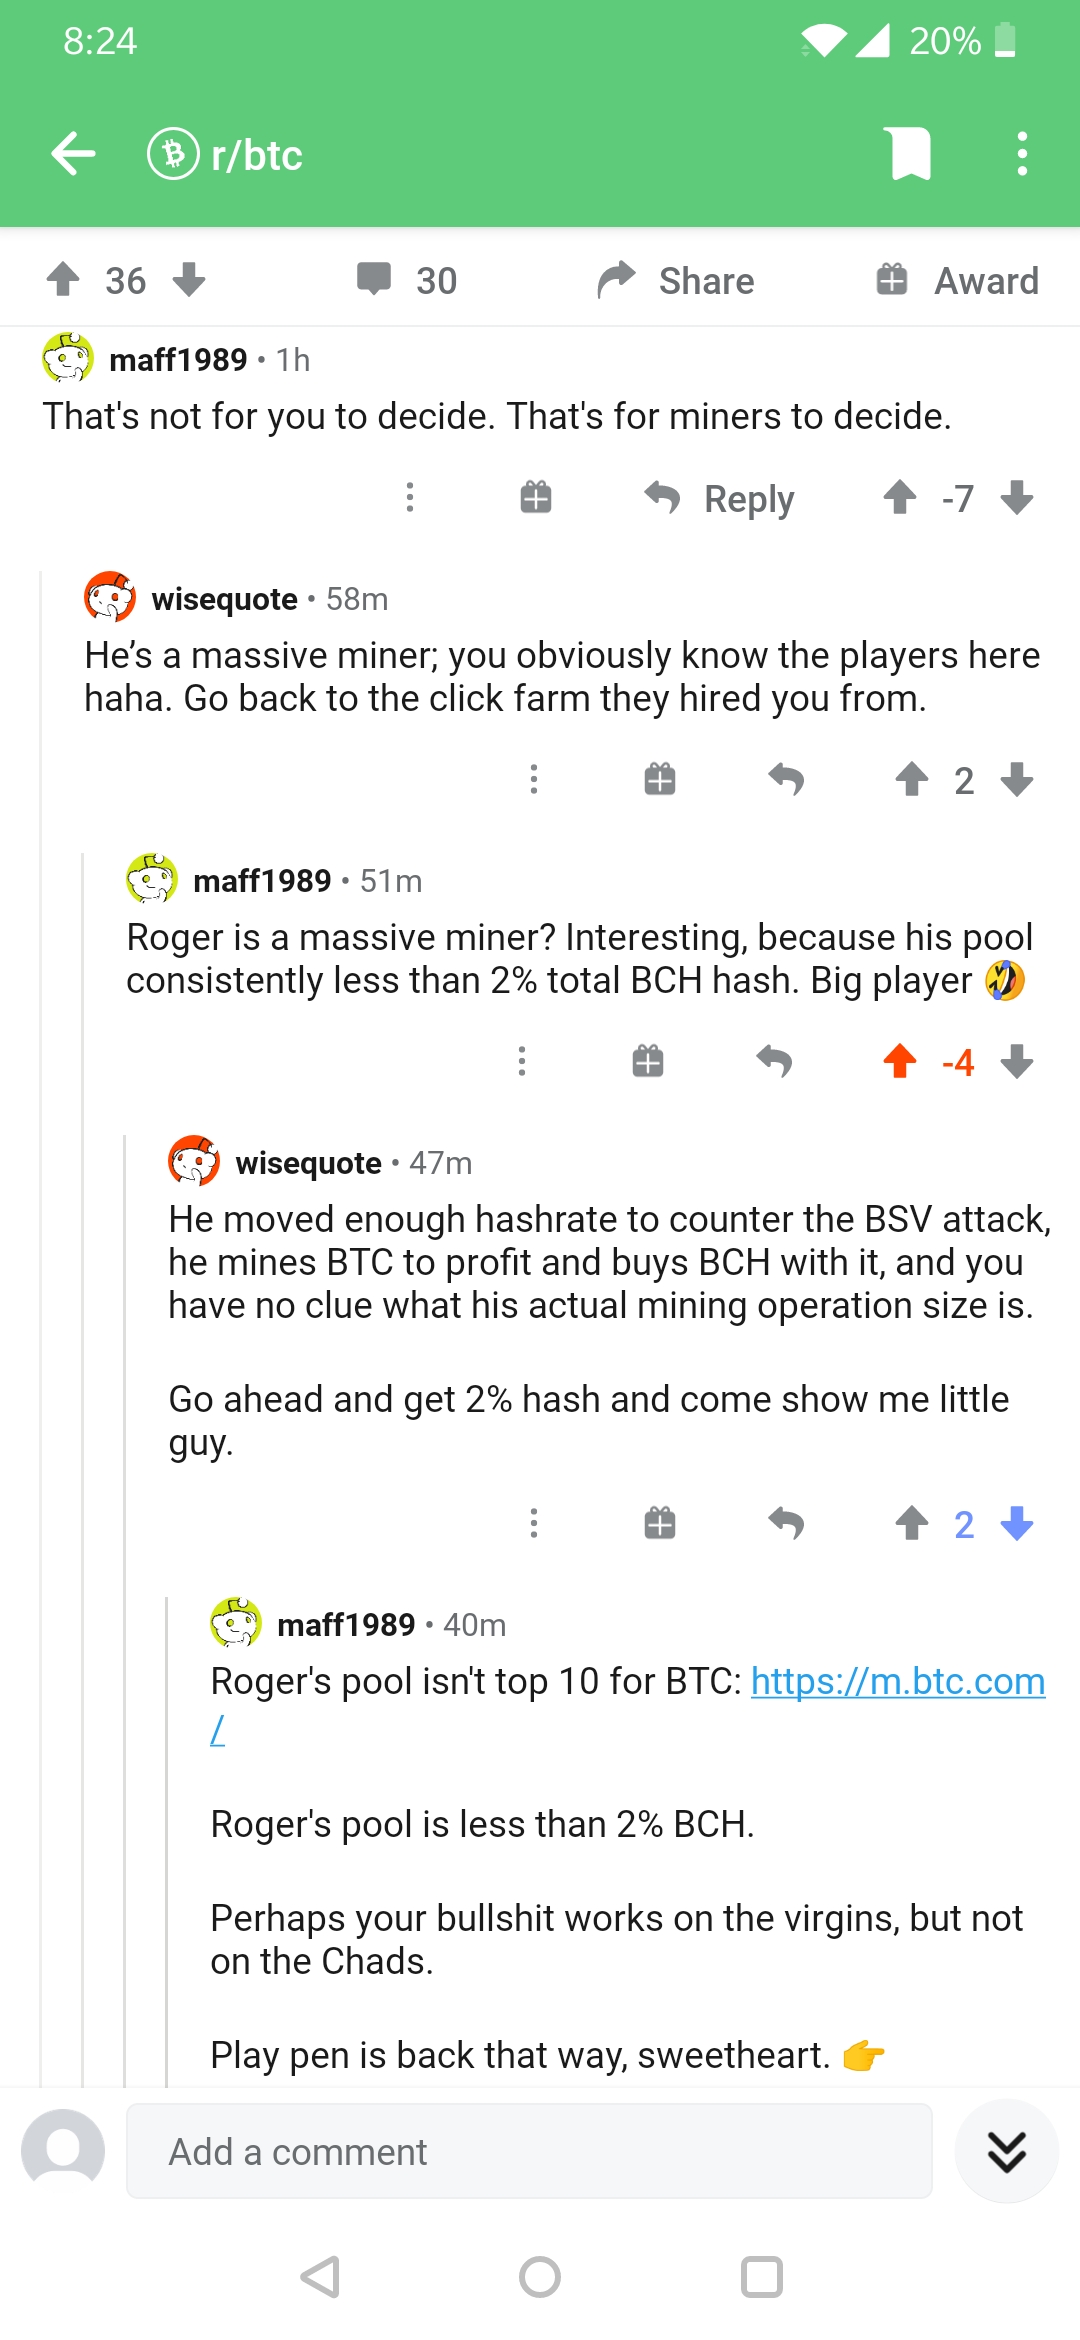 8:24
20%
r/btc
36
30
Share
Award
maff1989 • 1h
That's not for you to decide. That's for miners to decide.
Reply
-7
wisequote • 58m
He’s a massive miner; you obviously know the players here
haha. Go back to the click farm they hired you from.
2
maff1989 • 51m
Roger is a massive miner? Interesting, because his pool
consistently less than 2% total BCH hash. Big player 🤣
-4
wisequote • 47m
He moved enough hashrate to counter the BSV attack,
he mines BTC to profit and buys BCH with it, and you
have no clue what his actual mining operation size is.
Go ahead and get 2% hash and come show me little
guy.
2
maff1989 • 40m
Roger's pool isn't top 10 for BTC: https://m.btc.com
/
Roger's pool is less than 2% BCH.
Perhaps your bullshit works on the virgins, but not
on the Chads.
Play pen is back that way, sweetheart. 👉
Add a comment